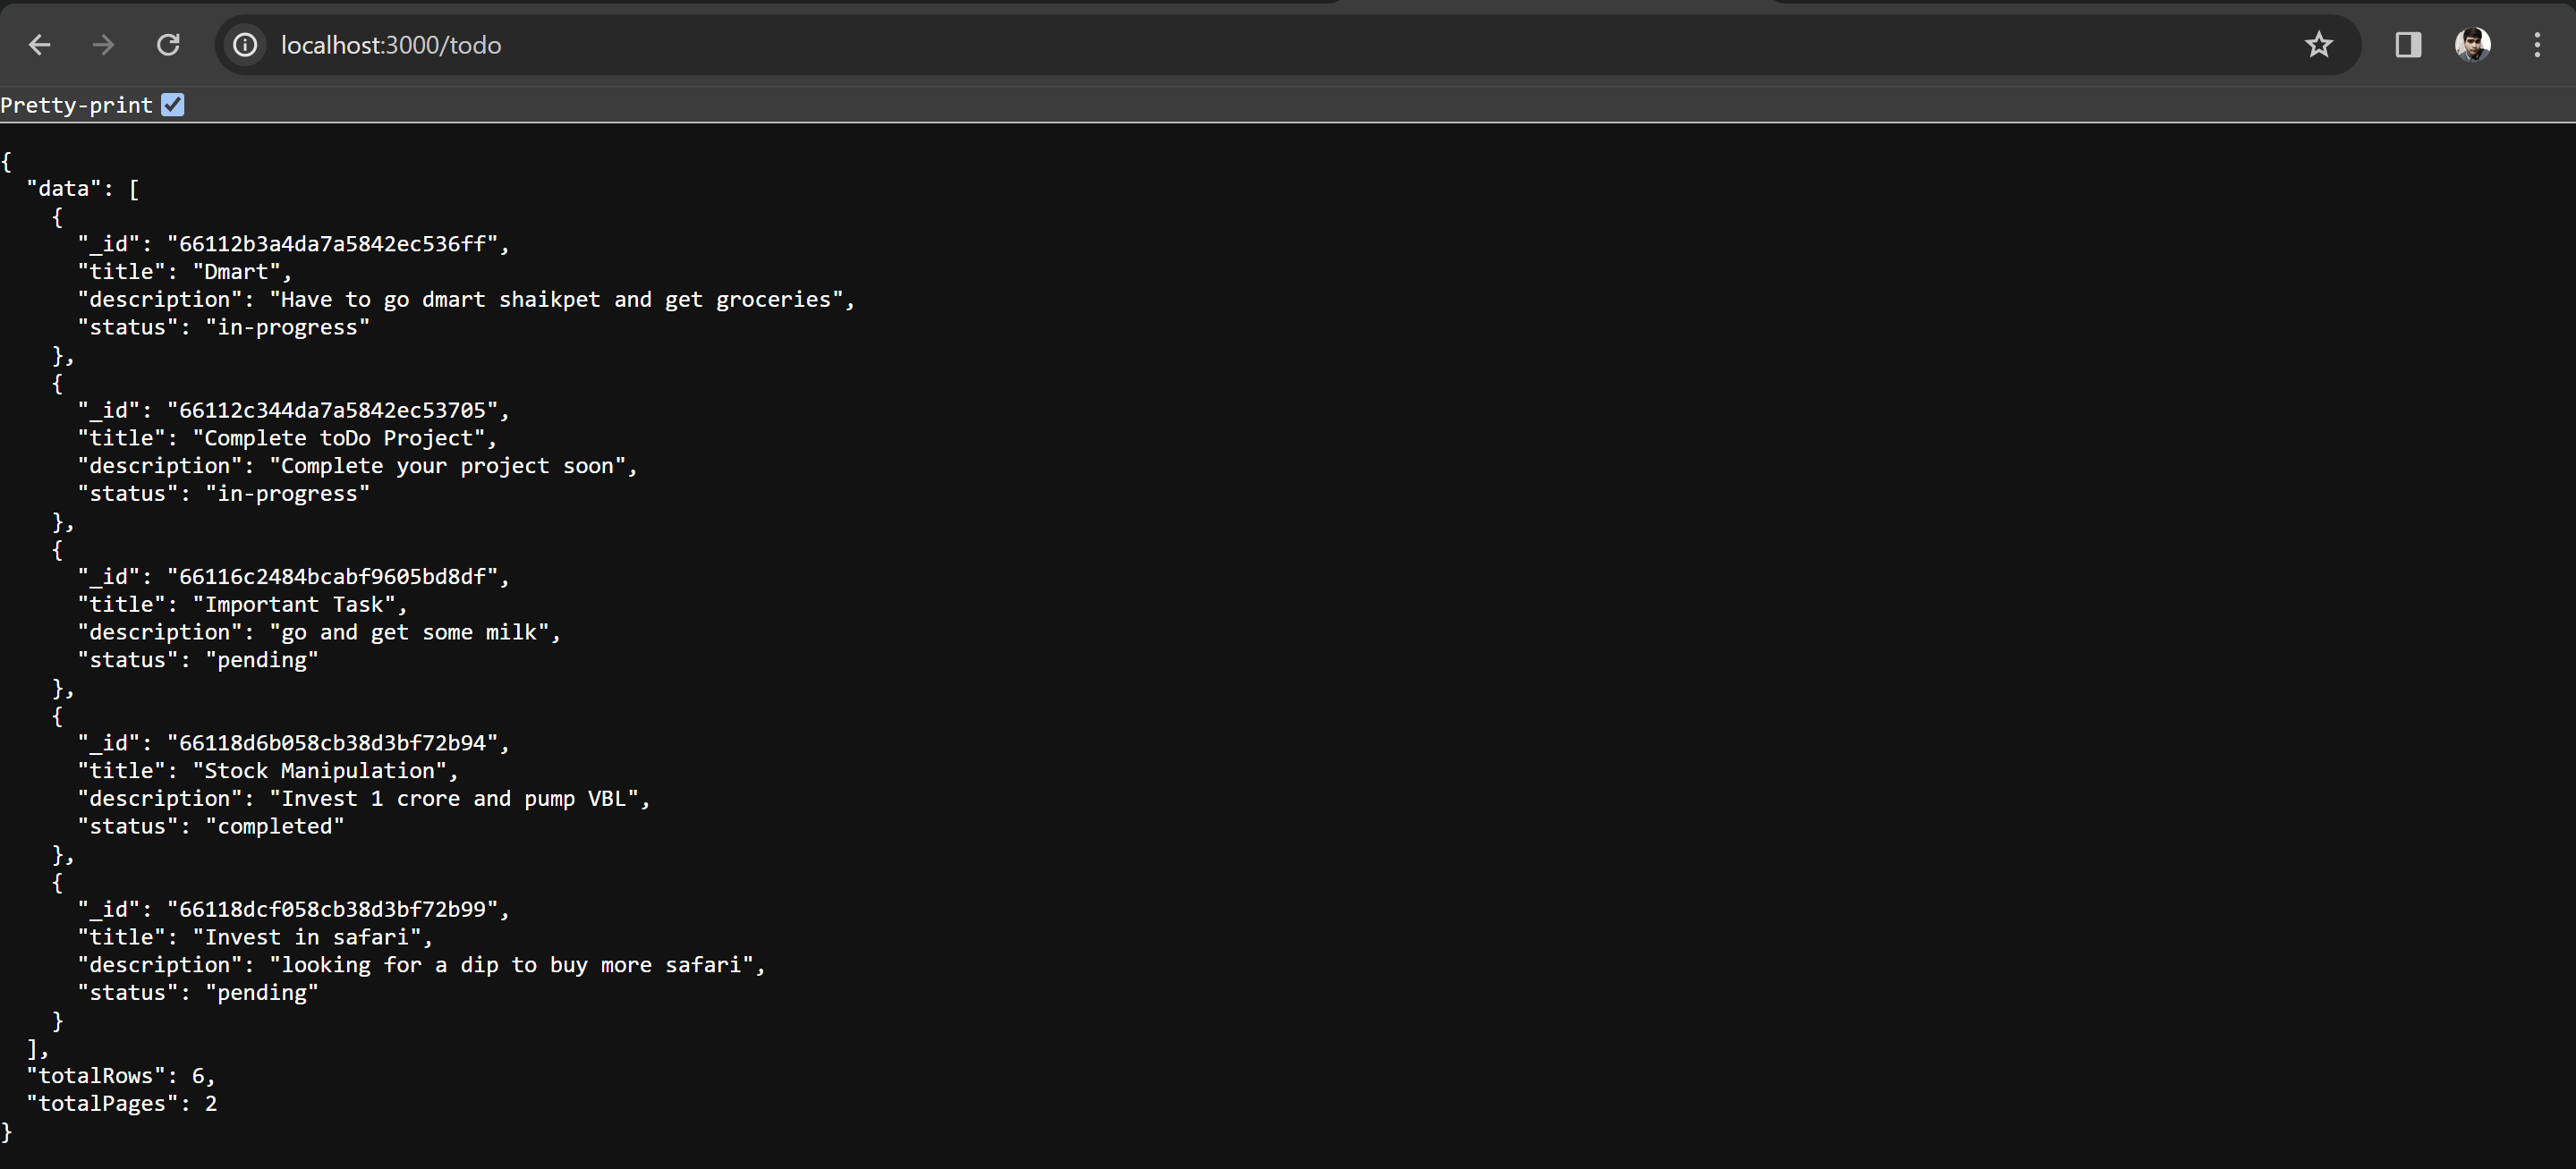 localhost:3000/todo
Pretty-print
{
  "data": [
    {
      "_id": "66112b3a4da7a5842ec536ff",
      "title": "Dmart",
      "description": "Have to go dmart shaikpet and get groceries",
      "status": "in-progress"
    },
    {
      "_id": "66112c344da7a5842ec53705",
      "title": "Complete toDo Project",
      "description": "Complete your project soon",
      "status": "in-progress"
    },
    {
      "_id": "66116c2484bcabf9605bd8df",
      "title": "Important Task",
      "description": "go and get some milk",
      "status": "pending"
    },
    {
      "_id": "66118d6b058cb38d3bf72b94",
      "title": "Stock Manipulation",
      "description": "Invest 1 crore and pump VBL",
      "status": "completed"
    },
    {
      "_id": "66118dcf058cb38d3bf72b99",
      "title": "Invest in safari",
      "description": "looking for a dip to buy more safari",
      "status": "pending"
    }
  ],
  "totalRows": 6,
  "totalPages": 2
}